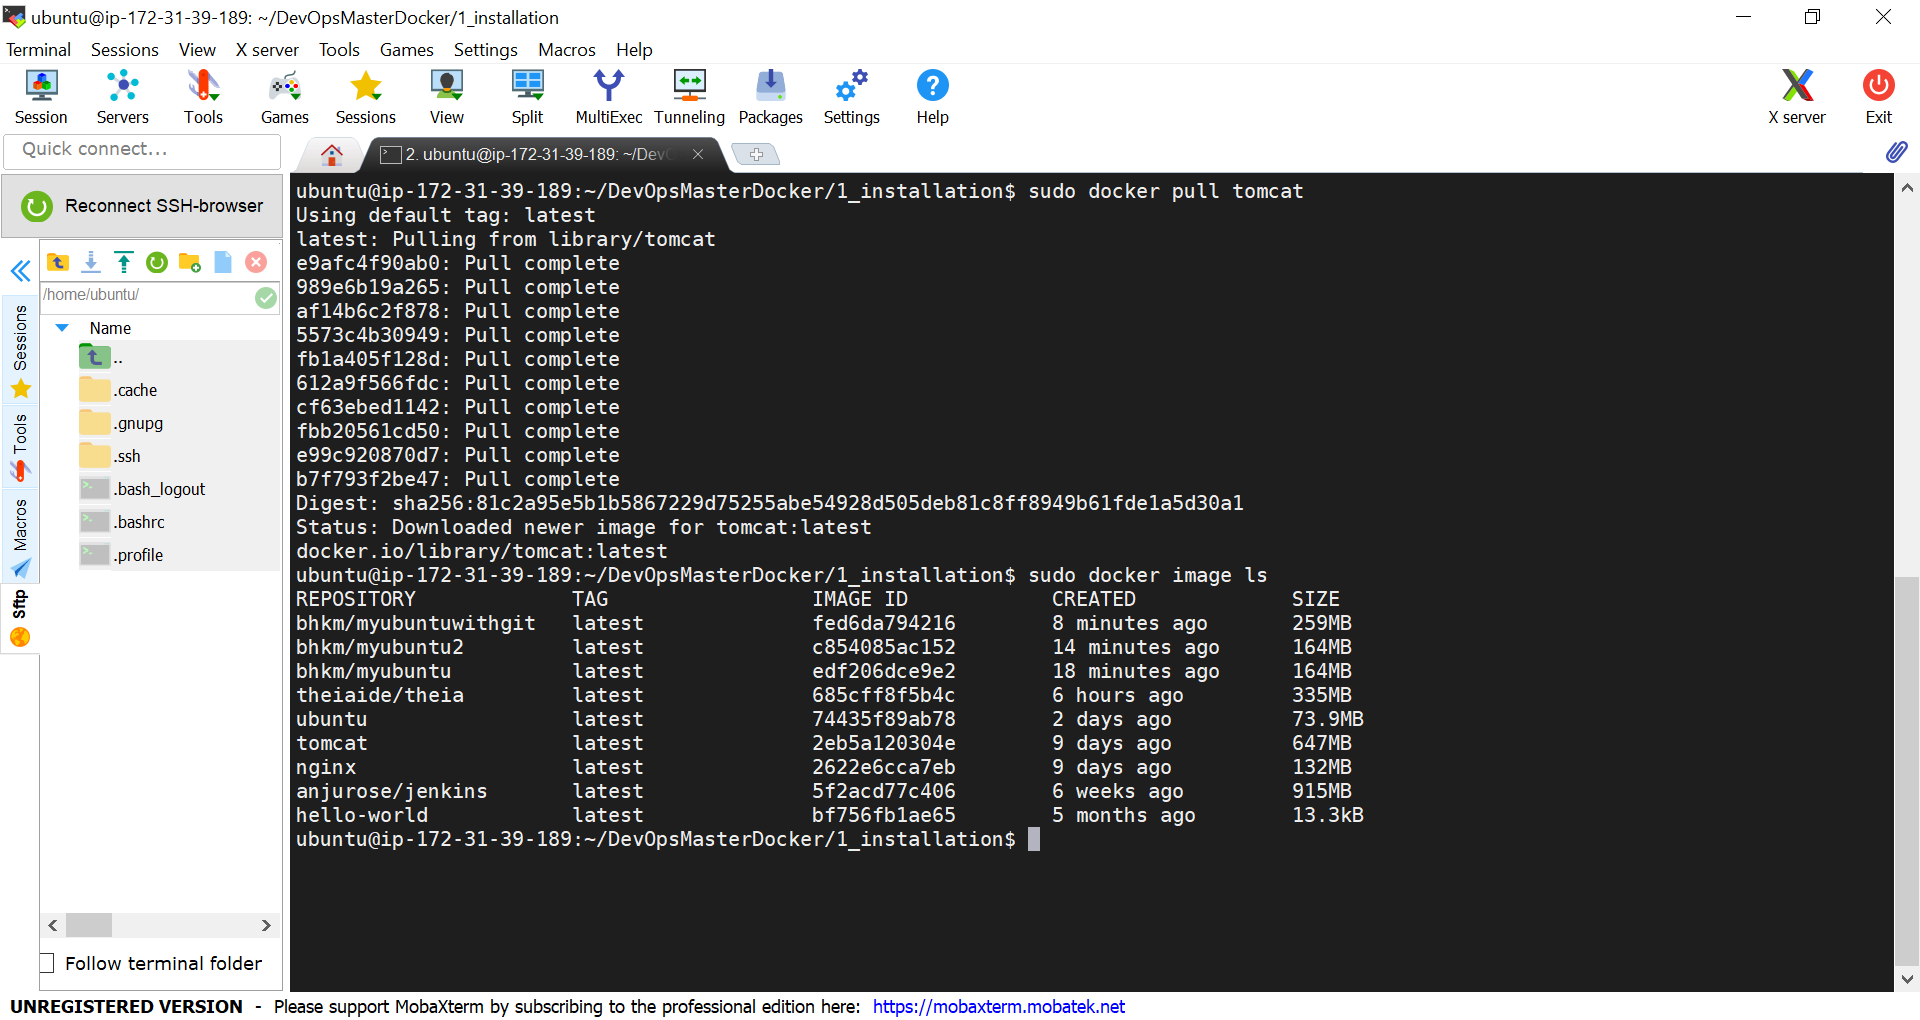 ubuntu@ip-172-31-39-189: ~/DevOpsMasterDocker/1_installation
Terminal Sessions View X server Tools Games Settings Macros Help
Session Servers Tools Games Sessions View Split MultiExec Tunneling Packages Settings Help X server Exit
Quick connect...
2. ubuntu@ip-172-31-39-189: ~/Dev
Reconnect SSH-browser
/home/ubuntu/
Name
..
.cache
.gnupg
.ssh
.bash_logout
.bashrc
.profile
Sessions
Tools
Macros
Sftp
Follow terminal folder
ubuntu@ip-172-31-39-189:~/DevOpsMasterDocker/1_installation$ sudo docker pull tomcat
Using default tag: latest
latest: Pulling from library/tomcat
e9afc4f90ab0: Pull complete
989e6b19a265: Pull complete
af14b6c2f878: Pull complete
5573c4b30949: Pull complete
fb1a405f128d: Pull complete
612a9f566fdc: Pull complete
cf63ebed1142: Pull complete
fbb20561cd50: Pull complete
e99c920870d7: Pull complete
b7f793f2be47: Pull complete
Digest: sha256:81c2a95e5b1b5867229d75255abe54928d505deb81c8ff8949b61fde1a5d30a1
Status: Downloaded newer image for tomcat:latest
docker.io/library/tomcat:latest
ubuntu@ip-172-31-39-189:~/DevOpsMasterDocker/1_installation$ sudo docker image ls
REPOSITORY TAG IMAGE ID CREATED SIZE
bhkm/myubuntuwithgit latest fed6da794216 8 minutes ago 259MB
bhkm/myubuntu2 latest c854085ac152 14 minutes ago 164MB
bhkm/myubuntu latest edf206dce9e2 18 minutes ago 164MB
theiaide/theia latest 685cff8f5b4c 6 hours ago 335MB
ubuntu latest 74435f89ab78 2 days ago 73.9MB
tomcat latest 2eb5a120304e 9 days ago 647MB
nginx latest 2622e6cca7eb 9 days ago 132MB
anjurose/jenkins latest 5f2acd77c406 6 weeks ago 915MB
hello-world latest bf756fb1ae65 5 months ago 13.3kB
ubuntu@ip-172-31-39-189:~/DevOpsMasterDocker/1_installation$
UNREGISTERED VERSION - Please support MobaXterm by subscribing to the professional edition here: https://mobaxterm.mobatek.net